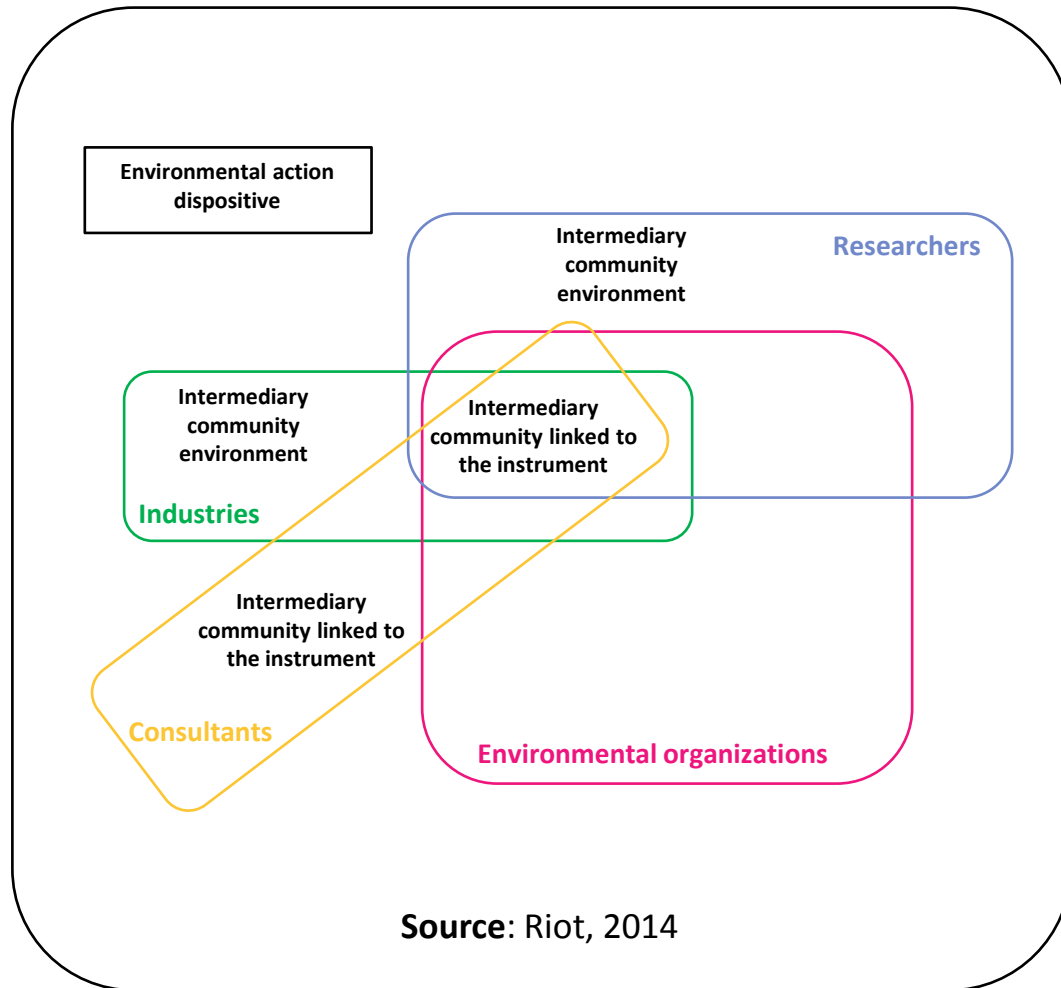 Environmental action
dispositive
Intermediary
community
environment
Researchers
Intermediary
community
environment
Intermediary
community linked to
the instrument
Industries
Intermediary
community linked to
the instrument
Consultants
Environmental organizations
Source: Riot, 2014